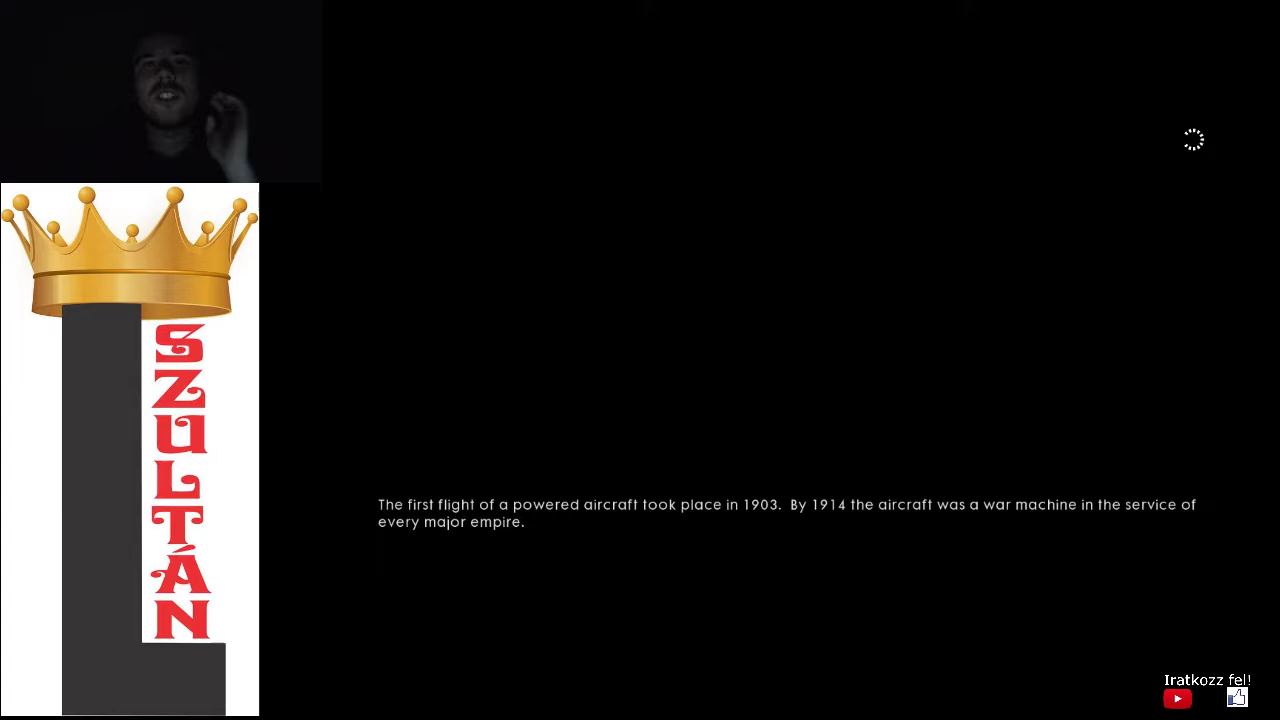 SZULTÁN
The first flight of a powered aircraft took place in 1903. By 1914 the aircraft was a war machine in the service of
every major empire.
Iratkozz fel!